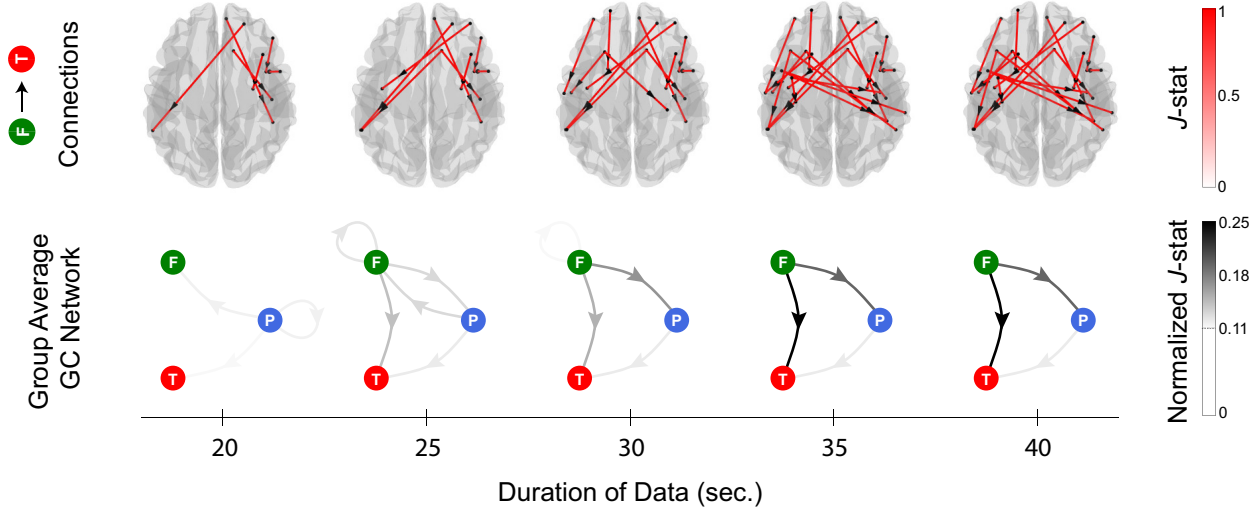 F T
Connections
J-stat
1
0.5
0
Group Average
GC Network
F P T
F P T
F P T
F P T
F P T
Normalized J-stat
0.25
0.18
0.11
0
20 25 30 35 40
Duration of Data (sec.)